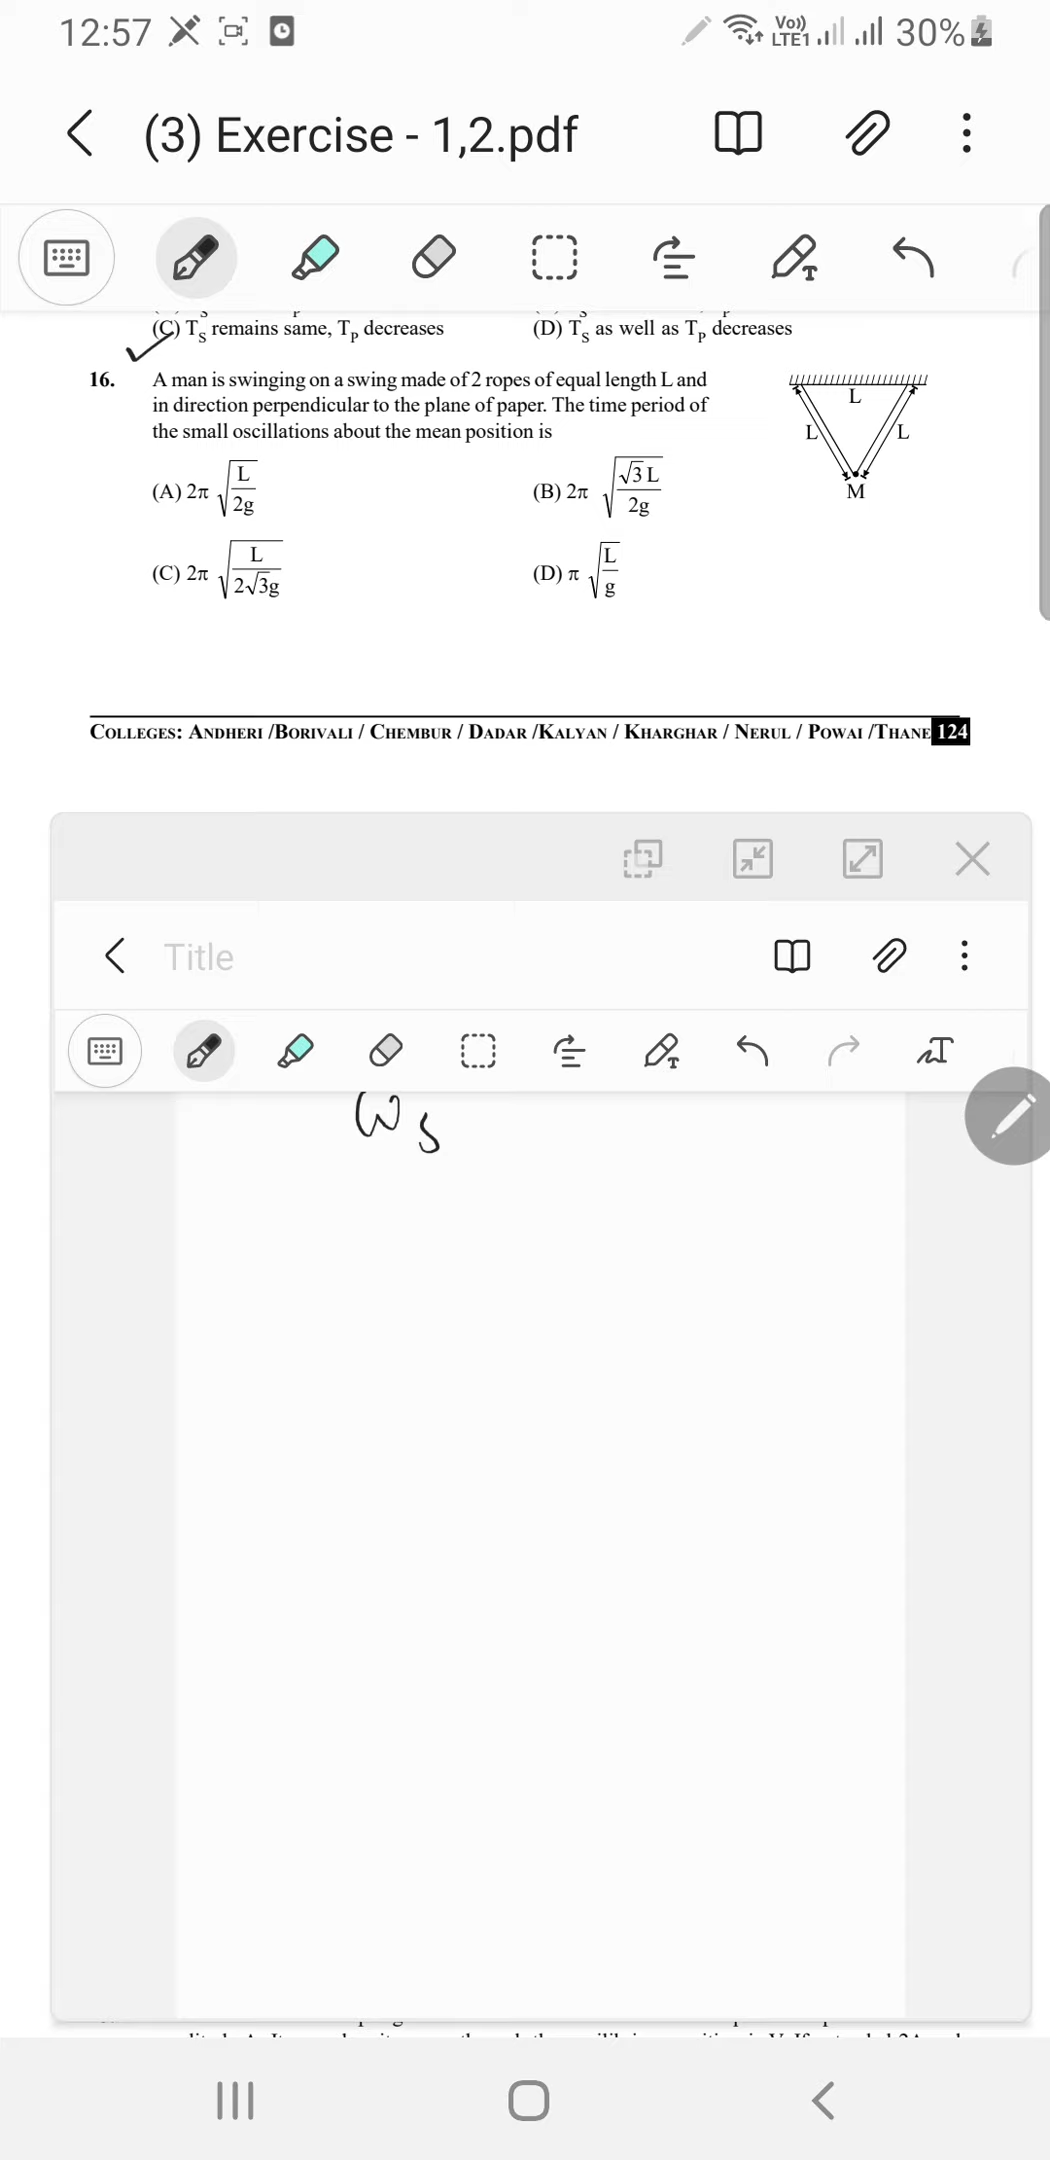 12:57 Vo)) LTE1 30%
(3) Exercise - 1,2.pdf
(C) T_S remains same, T_P decreases (D) T_S as well as T_P decreases
16. A man is swinging on a swing made of 2 ropes of equal length L and
in direction perpendicular to the plane of paper. The time period of
the small oscillations about the mean position is
L
L L
M
(A) 2π √(L/2g) (B) 2π √(√3 L/2g)
(C) 2π √(L/2√3g) (D) π √(L/g)
COLLEGES: ANDHERI /BORIVALI / CHEMBUR / DADAR /KALYAN / KHARGHAR / NERUL / POWAI /THANE 124
Title
ω_s